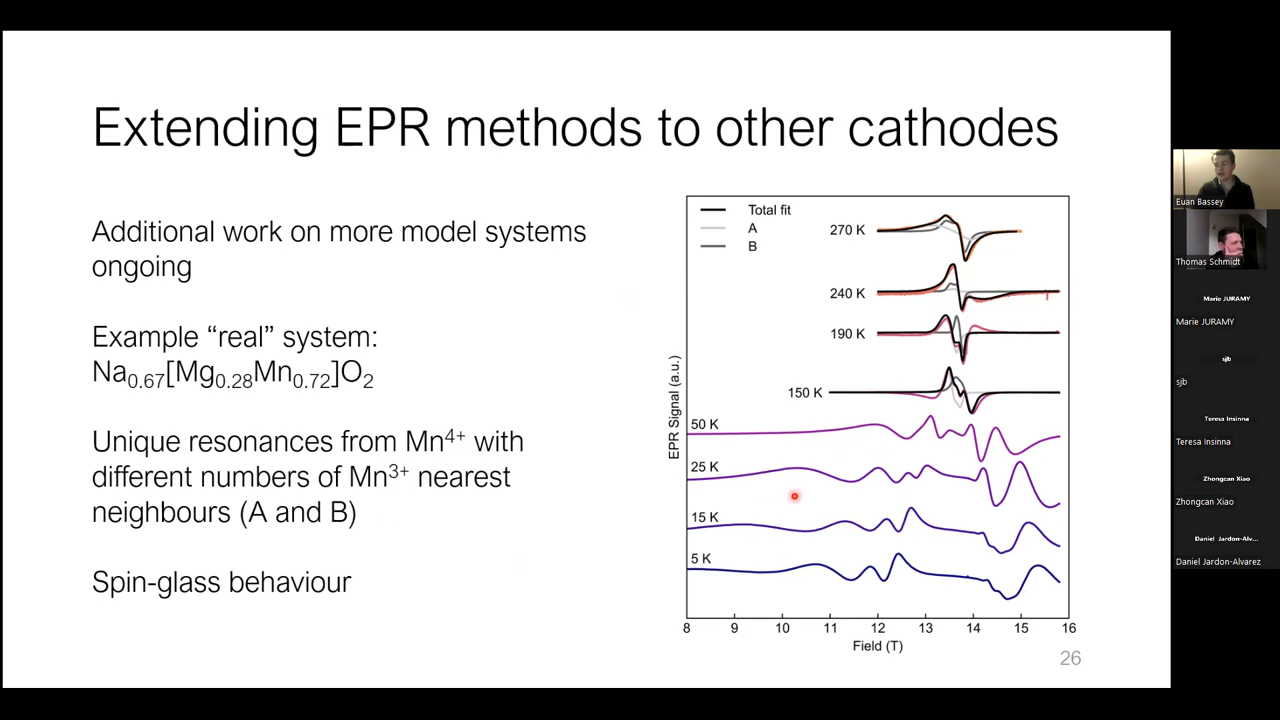 Extending EPR methods to other cathodes
Additional work on more model systems
ongoing
Example “real” system:
Na0.67[Mg0.28Mn0.72]O2
Unique resonances from Mn4+ with
different numbers of Mn3+ nearest
neighbours (A and B)
Spin-glass behaviour
Total fit
A
B
270 K
240 K
190 K
150 K
50 K
25 K
15 K
5 K
EPR Signal (a.u.)
8 9 10 11 12 13 14 15 16
Field (T)
26
Euan Bassey
Thomas Schmidt
Marie JURAMY
Marie JURAMY
sjb
sjb
Teresa Insinna
Teresa Insinna
Zhongcan Xiao
Zhongcan Xiao
Daniel Jardon-Alv...
Daniel Jardon-Alvarez